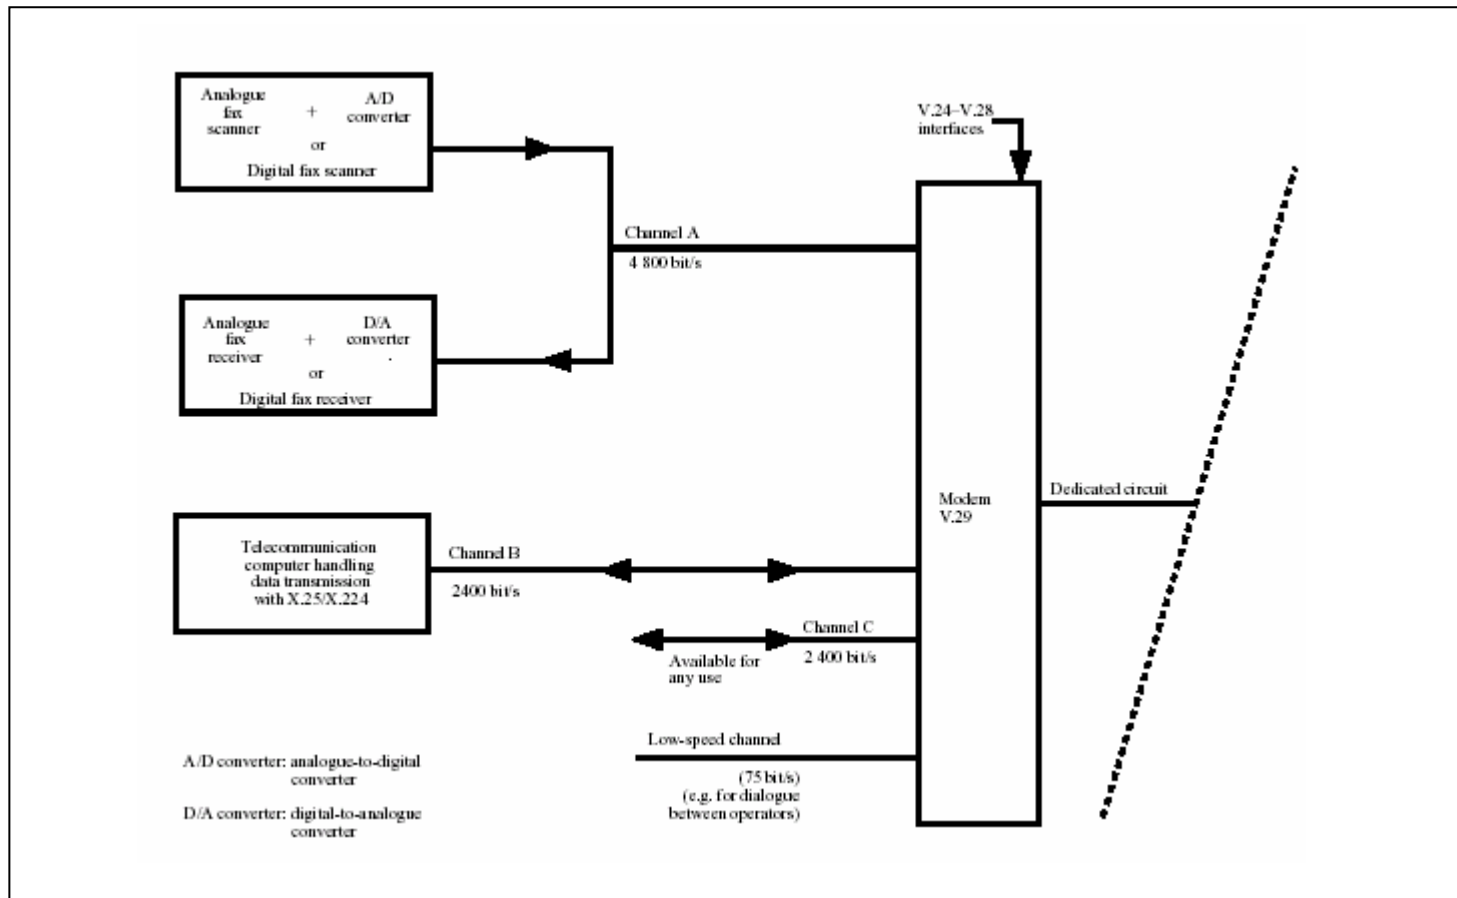 Analogue
fax
scanner
+
A/D
converter
or
Digital fax scanner
V.24–V.28
interfaces
Channel A
4 800 bit/s
Analogue
fax
receiver
+
D/A
converter
or
Digital fax receiver
Modem
V.29
Dedicated circuit
Telecommunication
computer handling
data transmission
with X.25/X.224
Channel B
2400 bit/s
Channel C
2 400 bit/s
Available for
any use
Low-speed channel
(75 bit/s)
(e.g. for dialogue
between operators)
A/D converter: analogue-to-digital
converter
D/A converter: digital-to-analogue
converter